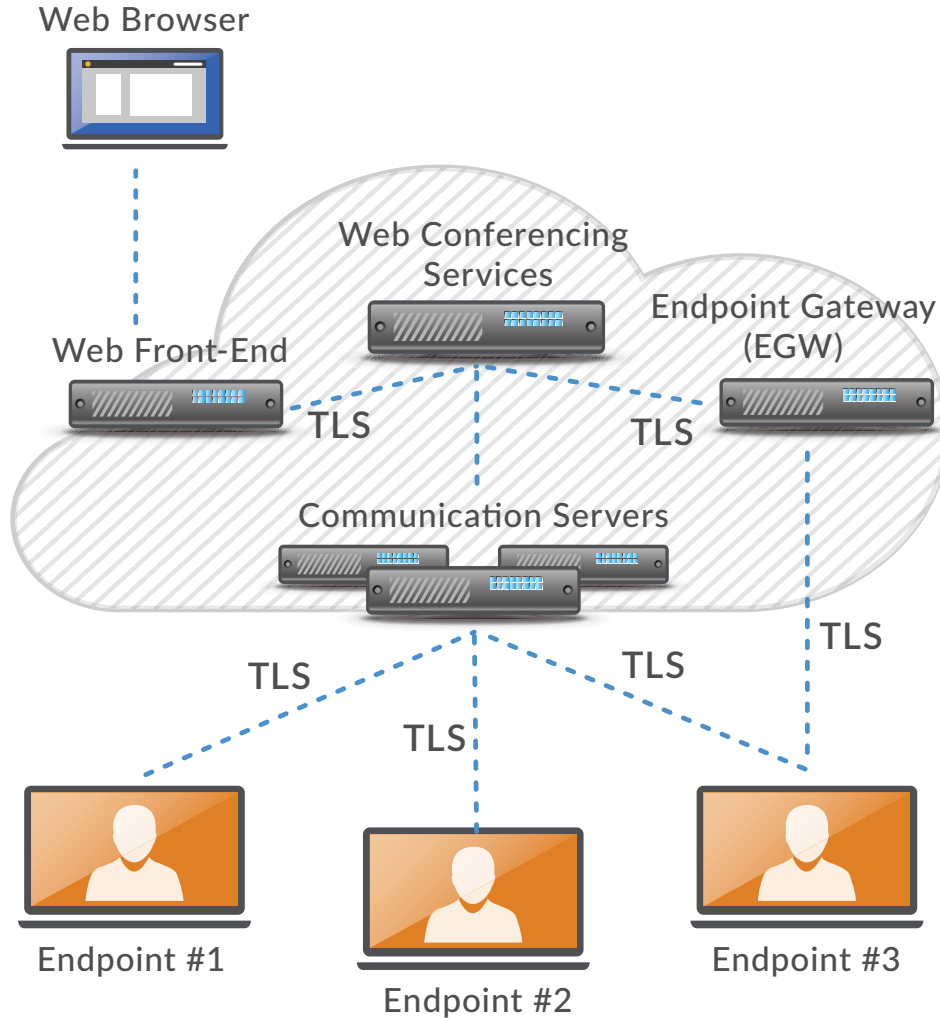 Web Browser
Web Conferencing
Services
Endpoint Gateway
(EGW)
Web Front-End
TLS
TLS
Communication Servers
TLS
TLS
TLS
TLS
Endpoint #1
Endpoint #2
Endpoint #3